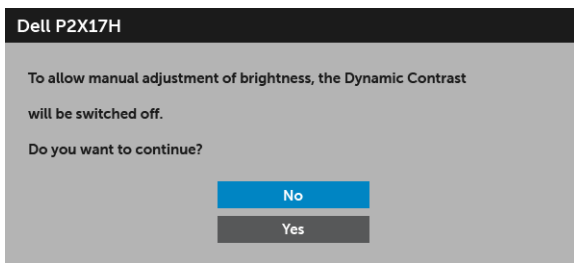 Dell P2X17H
To allow manual adjustment of brightness, the Dynamic Contrast
will be switched off.
Do you want to continue?
No
Yes